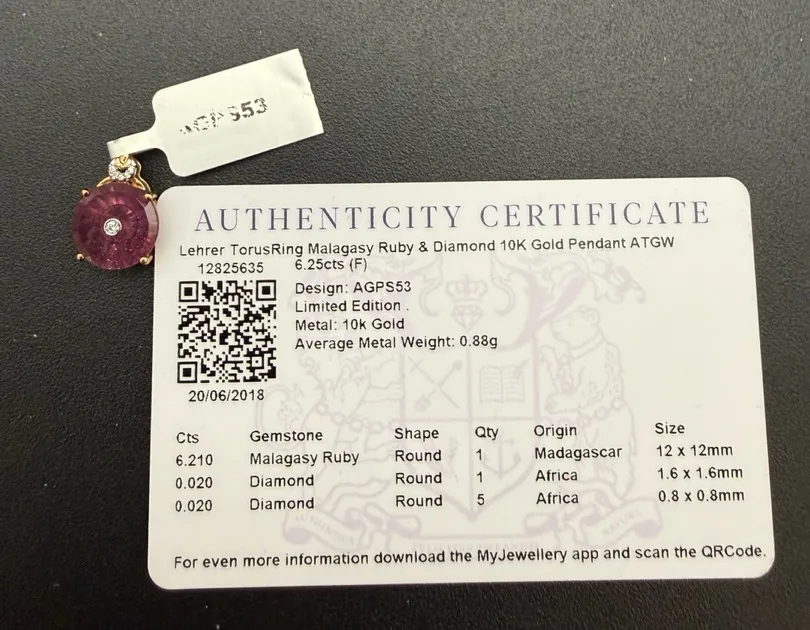 AGPS53
AUTHENTICITY CERTIFICATE
Lehrer TorusRing Malagasy Ruby & Diamond 10K Gold Pendant ATGW
12825635 6.25cts (F)
Design: AGPS53
Limited Edition .
Metal: 10k Gold
Average Metal Weight: 0.88g
20/06/2018
Cts Gemstone Shape Qty Origin Size
6.210 Malagasy Ruby Round 1 Madagascar 12 x 12mm
0.020 Diamond Round 1 Africa 1.6 x 1.6mm
0.020 Diamond Round 5 Africa 0.8 x 0.8mm
For even more information download the MyJewellery app and scan the QRCode.